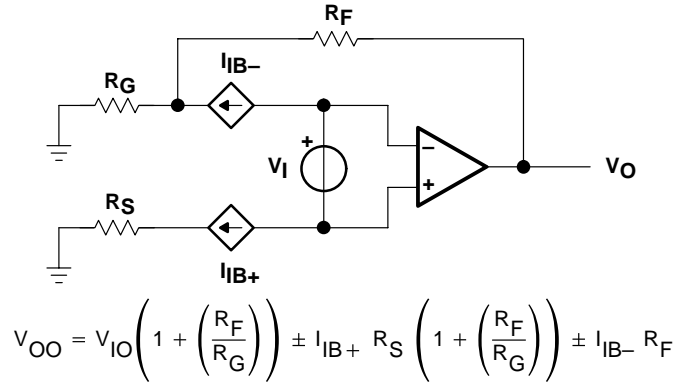 RF
IIB–
RG
+
VI
–
+
VO
RS
IIB+
VOO = VIO(1 + (RF/RG)) ± IIB+ RS (1 + (RF/RG)) ± IIB– RF